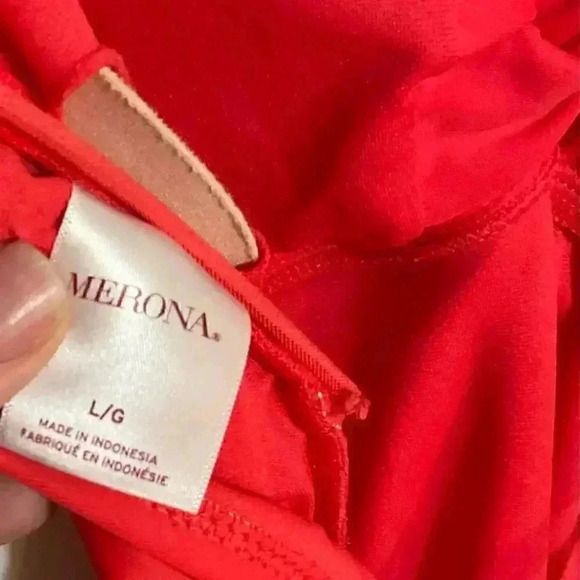 MERONA®
L/G
MADE IN INDONESIA
FABRIQUÉ EN INDONÉSIE